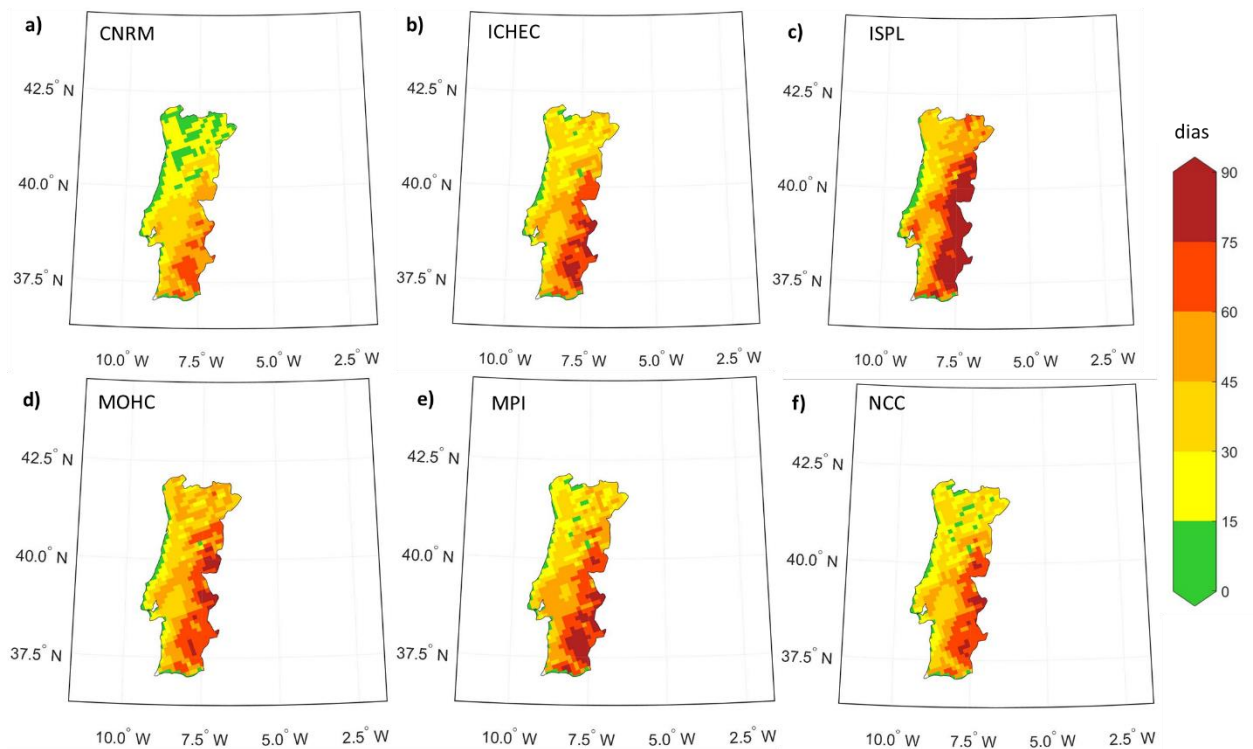 a) CNRM
42.5° N
40.0° N
37.5° N
10.0° W 7.5° W 5.0° W 2.5° W
b) ICHEC
42.5° N
40.0° N
37.5° N
10.0° W 7.5° W 5.0° W 2.5° W
c) ISPL
42.5° N
40.0° N
37.5° N
10.0° W 7.5° W 5.0° W 2.5° W
dias
90
75
60
45
30
15
0
d) MOHC
42.5° N
40.0° N
37.5° N
10.0° W 7.5° W 5.0° W 2.5° W
e) MPI
42.5° N
40.0° N
37.5° N
10.0° W 7.5° W 5.0° W 2.5° W
f) NCC
42.5° N
40.0° N
37.5° N
10.0° W 7.5° W 5.0° W 2.5° W